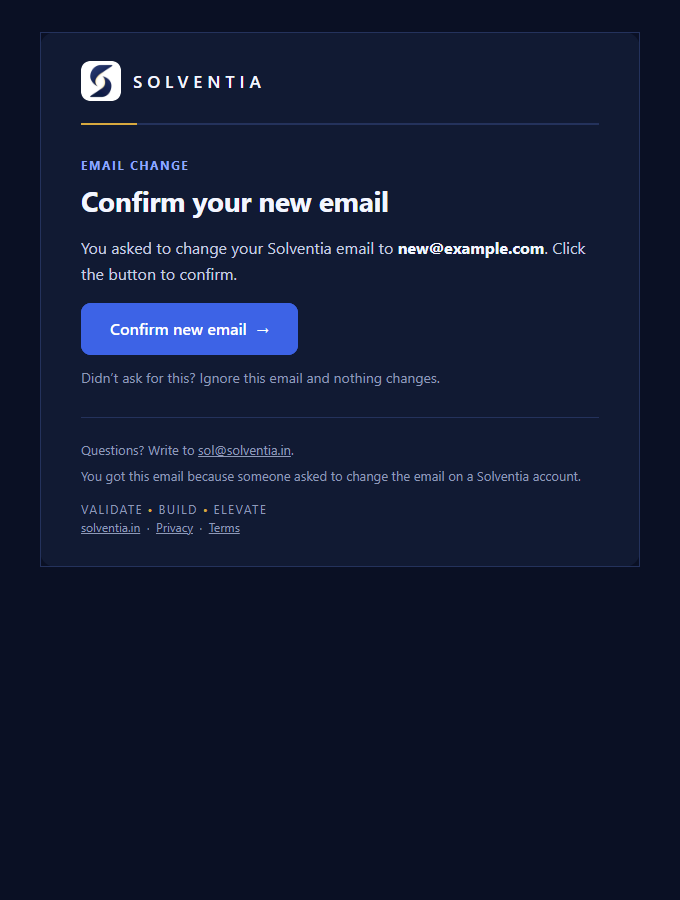 SOLVENTIA
EMAIL CHANGE
Confirm your new email
You asked to change your Solventia email to new@example.com. Click
the button to confirm.
Confirm new email →
Didn’t ask for this? Ignore this email and nothing changes.
Questions? Write to sol@solventia.in.
You got this email because someone asked to change the email on a Solventia account.
VALIDATE • BUILD • ELEVATE
solventia.in · Privacy · Terms